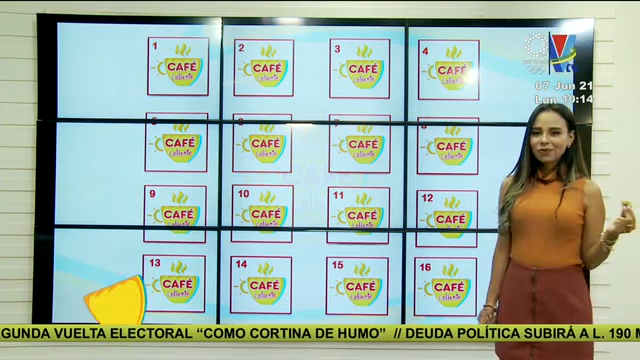 1 2 3 4
CAFÉ CAFÉ CAFÉ CAFÉ
caliente caliente caliente caliente
07 Jun 21
Lun 10:14
5 6 7 8
CAFÉ CAFÉ CAFÉ CAFÉ
caliente caliente caliente caliente
9 10 11 12
CAFÉ CAFÉ CAFÉ CAFÉ
caliente caliente caliente caliente
13 14 15 16
CAFÉ CAFÉ CAFÉ CAFÉ
caliente caliente caliente caliente
EGUNDA VUELTA ELECTORAL “COMO CORTINA DE HUMO” // DEUDA POLÍTICA SUBIRÁ A L. 190 M